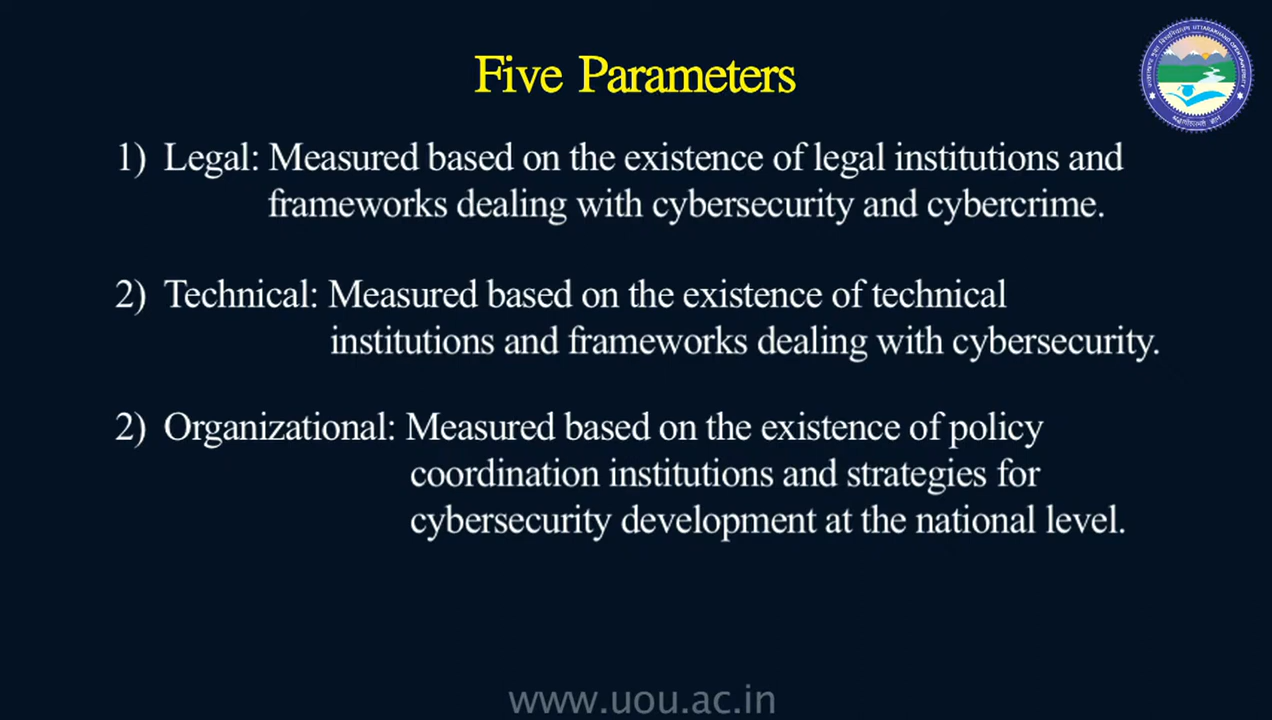 Five Parameters
1) Legal: Measured based on the existence of legal institutions and
frameworks dealing with cybersecurity and cybercrime.
2) Technical: Measured based on the existence of technical
institutions and frameworks dealing with cybersecurity.
2) Organizational: Measured based on the existence of policy
coordination institutions and strategies for
cybersecurity development at the national level.
www.uou.ac.in